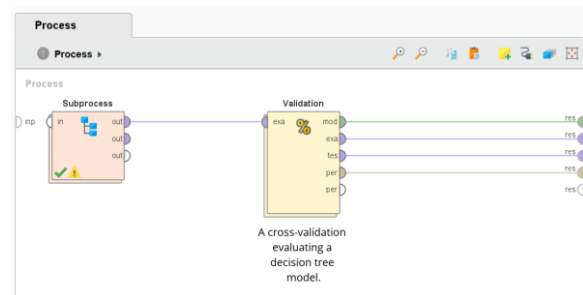 Process
Process
Process
Subprocess
Validation
inp
in
out
out
out
exa
%
mod
exa
tes
per
per
res
res
res
res
res
A cross-validation
evaluating a
decision tree
model.